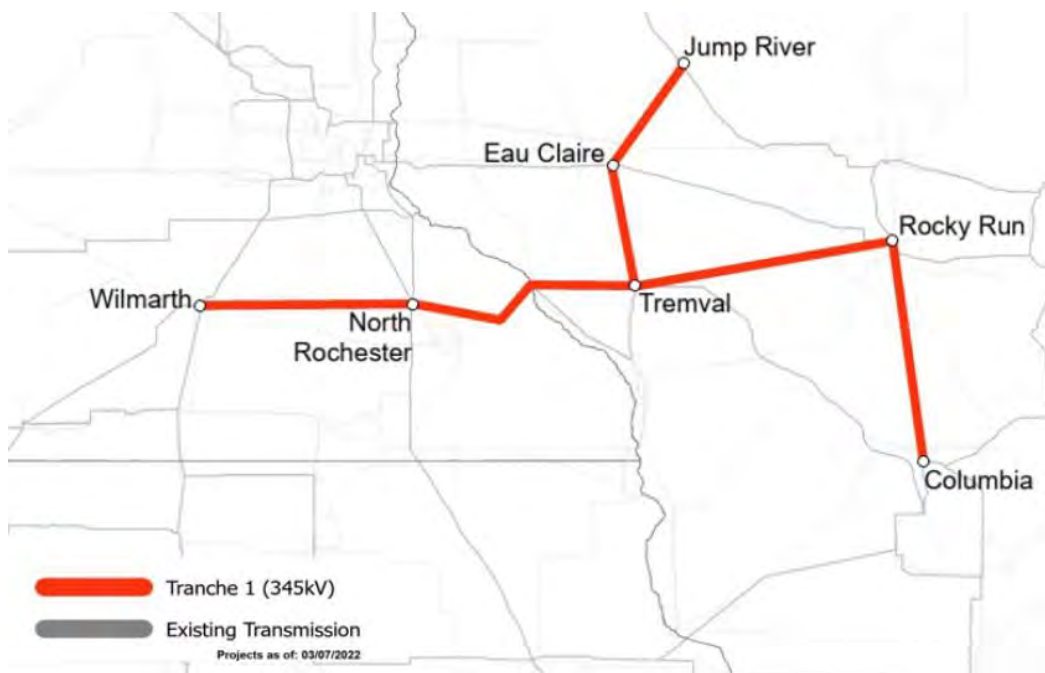 Jump River
Eau Claire
Rocky Run
Wilmarth
North
Rochester
Tremval
Columbia
Tranche 1 (345kV)
Existing Transmission
Projects as of: 03/07/2022